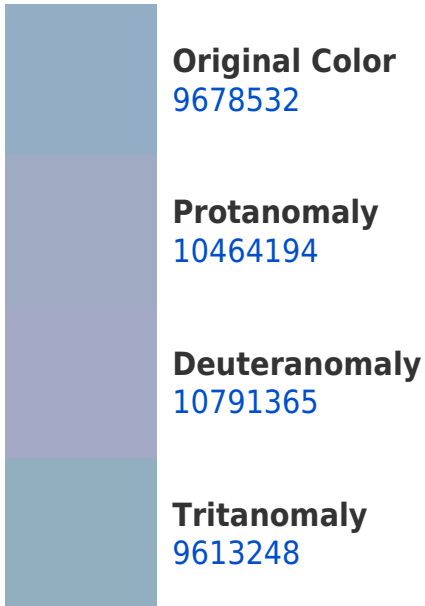 Original Color
9678532
Protanomaly
10464194
Deuteranomaly
10791365
Tritanomaly
9613248